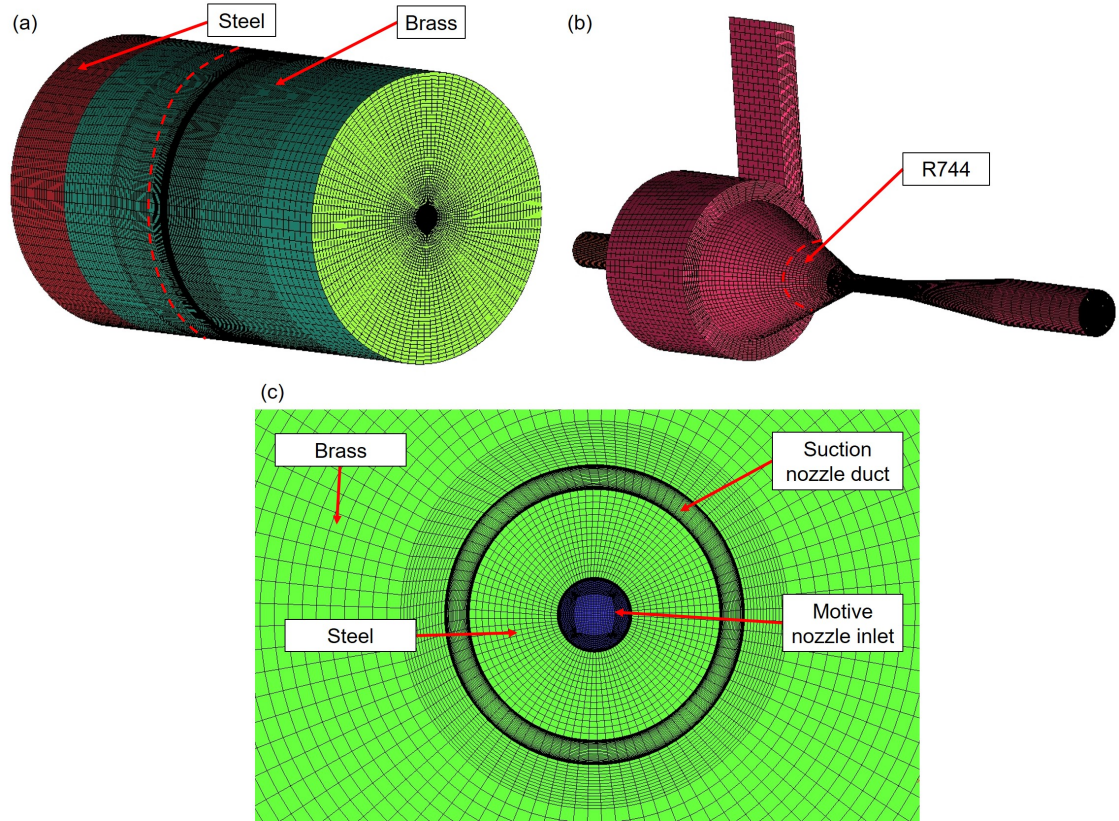 (a)
Steel
Brass
(b)
R744
(c)
Brass
Suction
nozzle duct
Steel
Motive
nozzle inlet